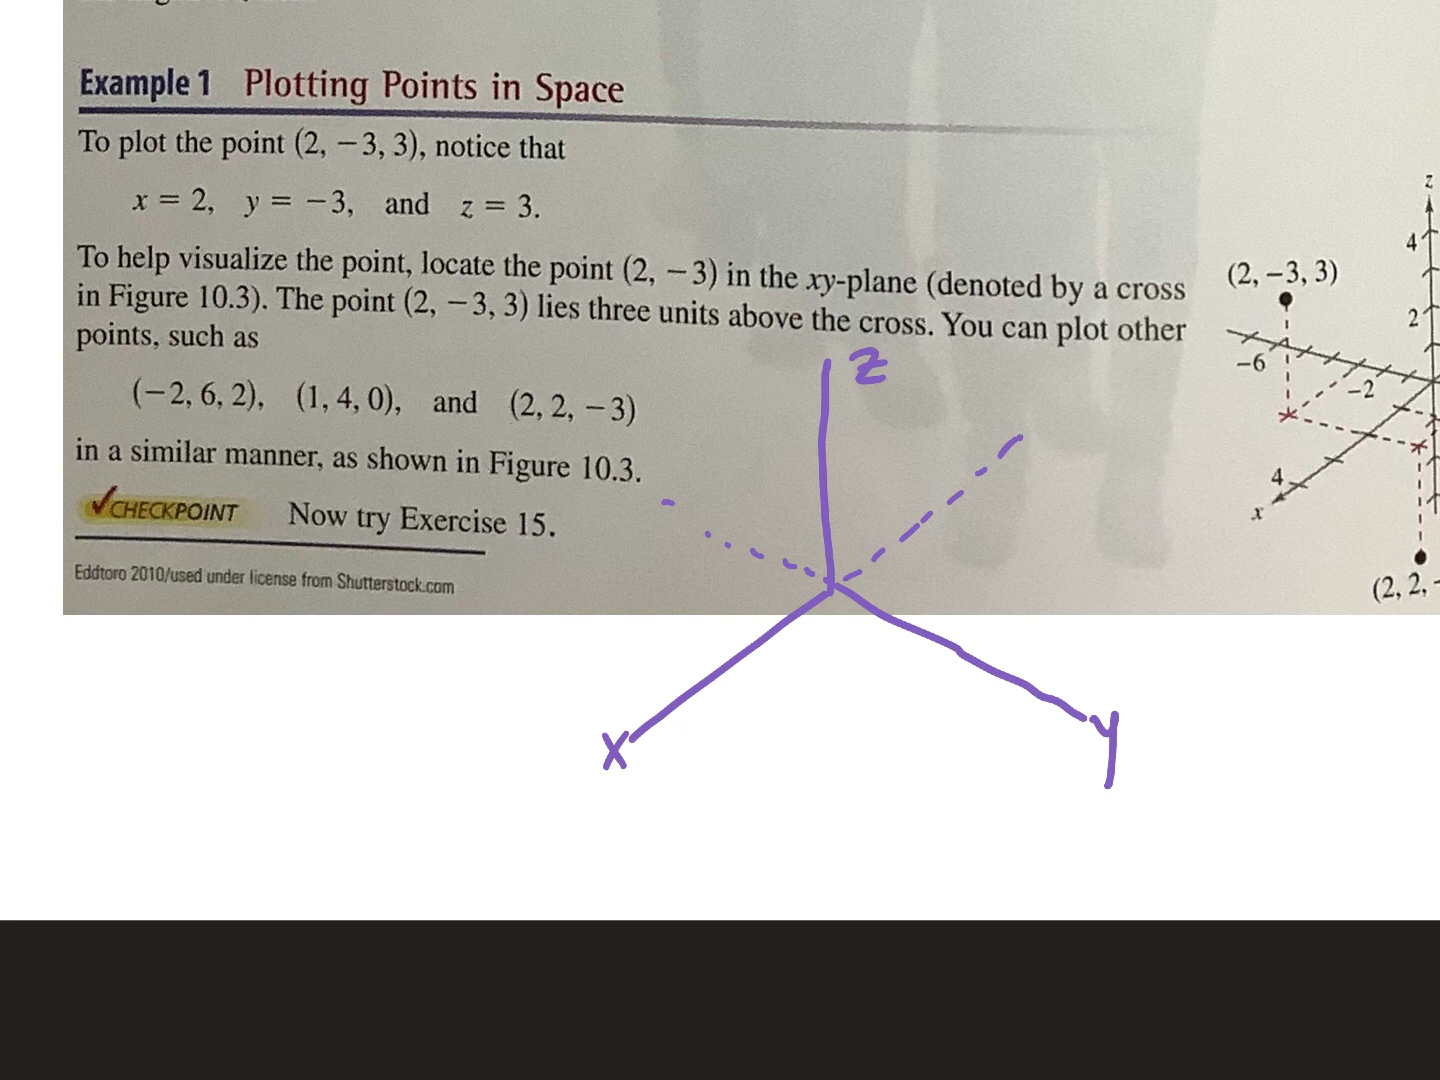 Example 1 Plotting Points in Space
To plot the point (2, −3, 3), notice that
x = 2, y = −3, and z = 3.
To help visualize the point, locate the point (2, −3) in the xy-plane (denoted by a cross
in Figure 10.3). The point (2, −3, 3) lies three units above the cross. You can plot other
points, such as
(−2, 6, 2), (1, 4, 0), and (2, 2, −3)
in a similar manner, as shown in Figure 10.3.
✓CHECKPOINT Now try Exercise 15.
Eddtoro 2010/used under license from Shutterstock.com
z
4
(2, −3, 3)
2
−6
−2
4
x
(2, 2, -
Z
X
Y